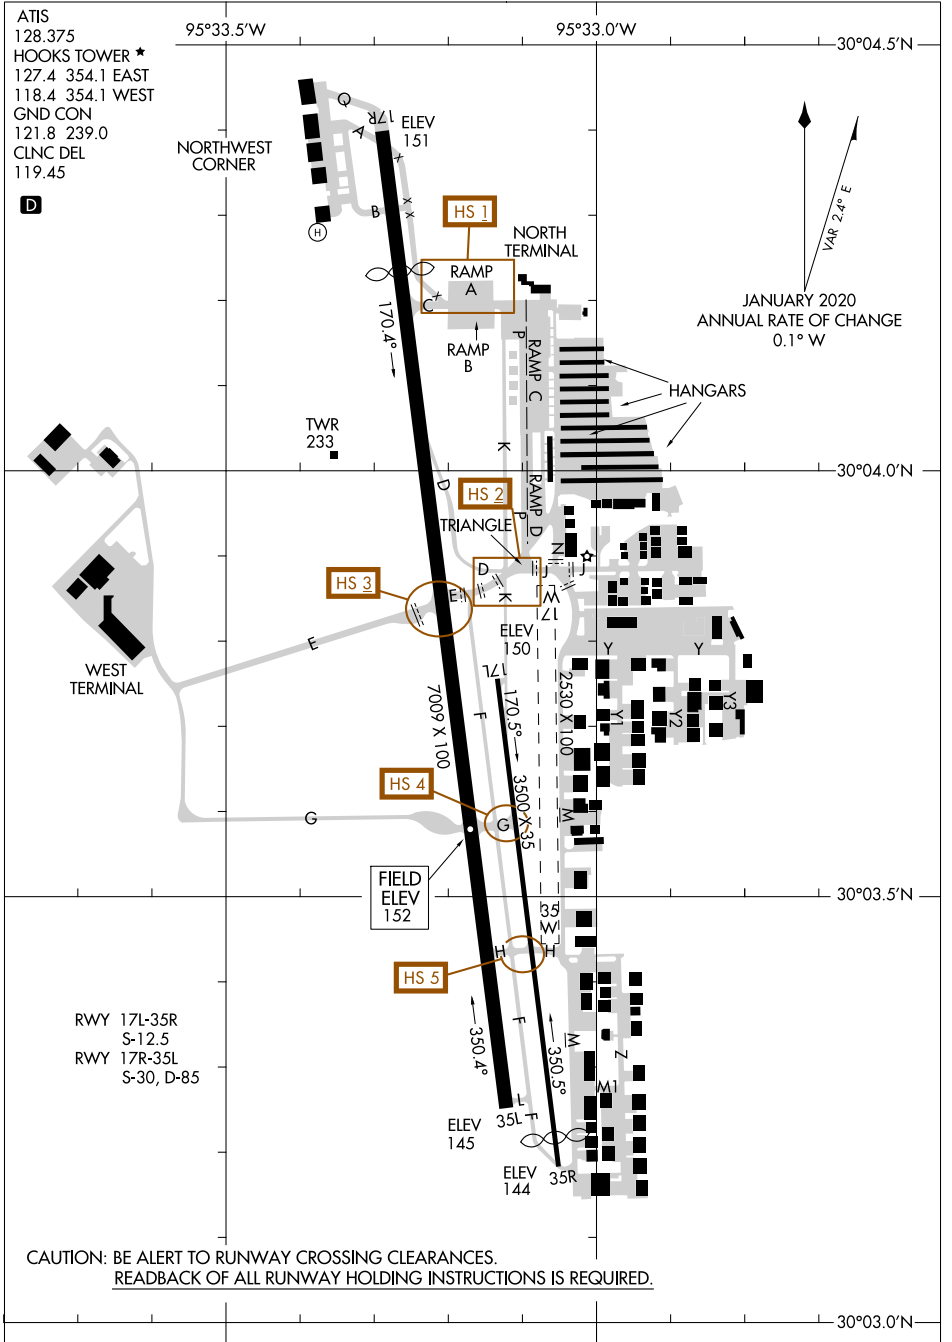 ATIS
128.375
HOOKS TOWER ★
127.4 354.1 EAST
118.4 354.1 WEST
GND CON
121.8 239.0
CLNC DEL
119.45
D
95°33.5'W
95°33.0'W
30°04.5'N
Q
17R
A
ELEV
151
NORTHWEST
CORNER
B
H
x
x
x
VAR 2.4° E
JANUARY 2020
ANNUAL RATE OF CHANGE
0.1° W
HS 1
NORTH
TERMINAL
RAMP
A
C
x
RAMP
B
170.4°
P
RAMP C
HANGARS
TWR
233
K
30°04.0'N
D
HS 2
P
RAMP D
TRIANGLE
N
D
J
J
HS 3
E
K
17
W
E
ELEV
150
WEST
TERMINAL
17L
Y
Y
7009 X 100
F
170.5°
2530 X 100
Y1
Y2
Y3
HS 4
3500 X 35
G
G
M
FIELD
ELEV
152
30°03.5'N
35
W
H
H
HS 5
RWY 17L-35R
S-12.5
RWY 17R-35L
S-30, D-85
350.4°
F
350.5°
M
Z
M1
L
F
35L
ELEV
145
ELEV
144
35R
CAUTION: BE ALERT TO RUNWAY CROSSING CLEARANCES.
READBACK OF ALL RUNWAY HOLDING INSTRUCTIONS IS REQUIRED.
30°03.0'N